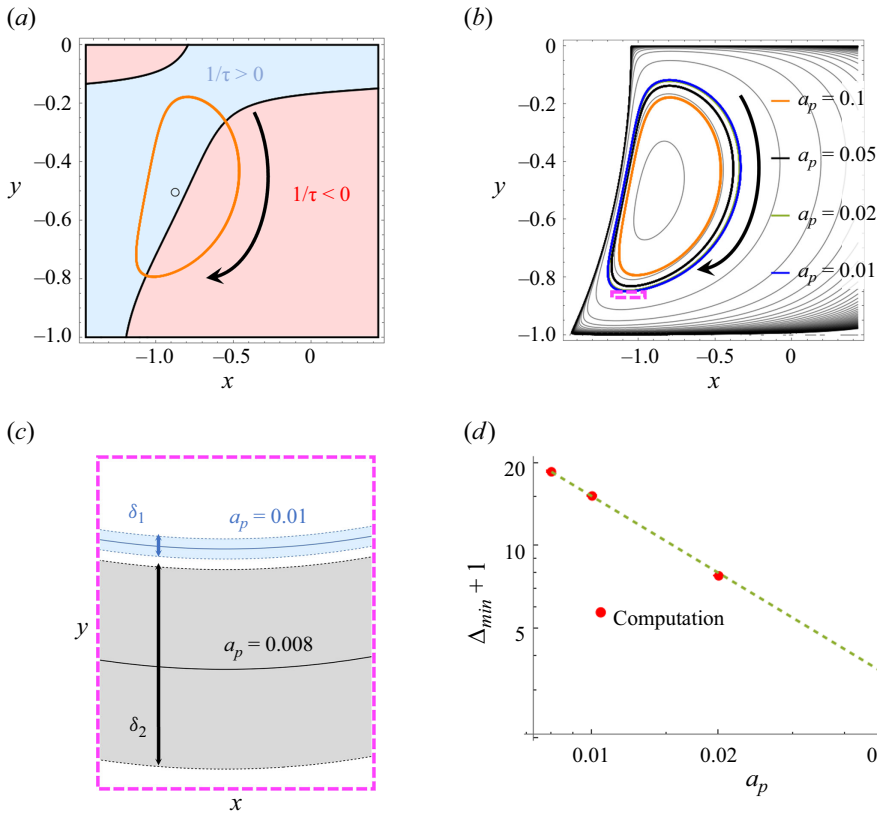 (a)
0
−0.2
−0.4
−0.6
−0.8
−1.0
y
1/τ > 0
1/τ < 0
−1.0
−0.5
0
x
(b)
0
−0.2
−0.4
−0.6
−0.8
−1.0
y
a_p = 0.1
a_p = 0.05
a_p = 0.02
a_p = 0.01
−1.0
−0.5
0
x
(c)
δ1
a_p = 0.01
y
a_p = 0.008
δ2
x
(d)
20
10
5
Δ_min + 1
Computation
0.01
0.02
0
a_p